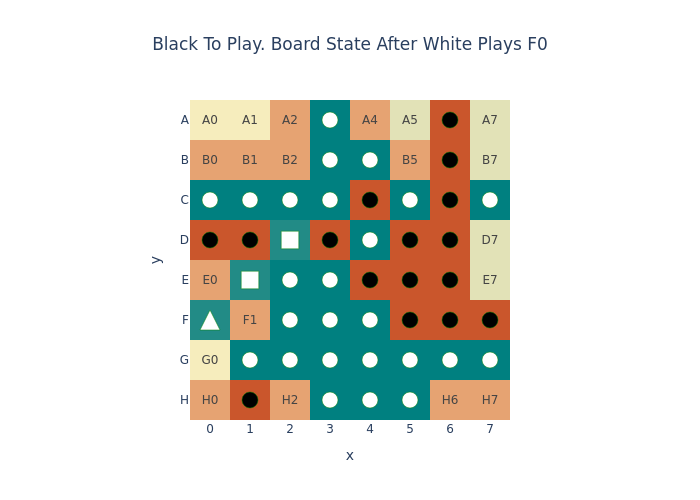 Black To Play. Board State After White Plays F0
A A0 A1 A2 A4 A5 A7
B B0 B1 B2 B5 B7
C
D D7
E E0 E7
F F1
G G0
H H0 H2 H6 H7
0 1 2 3 4 5 6 7
x
y